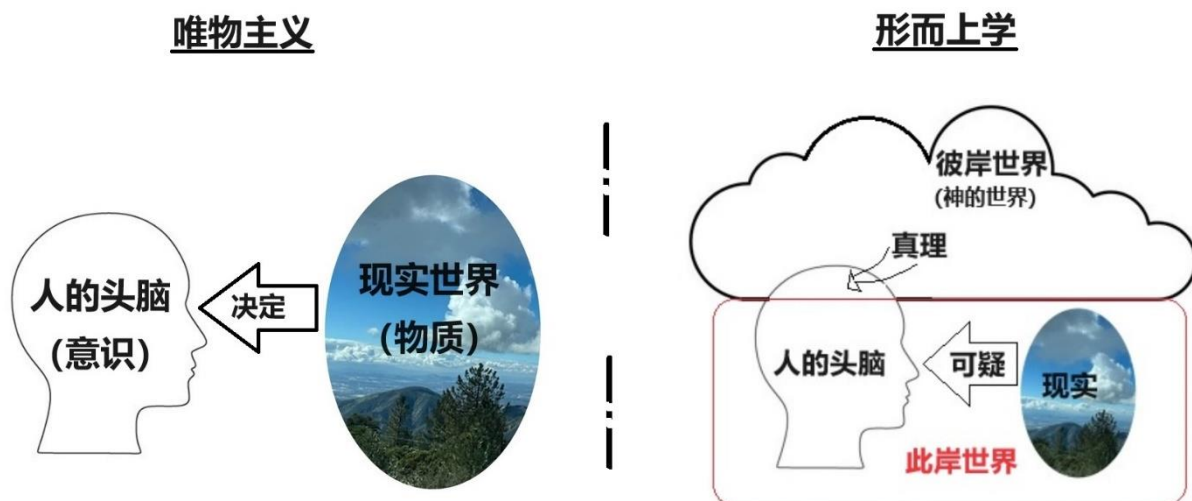 唯物主义
人的头脑
(意识)
决定
现实世界
(物质)
形而上学
彼岸世界
(神的世界)
真理
人的头脑
可疑
现实
此岸世界